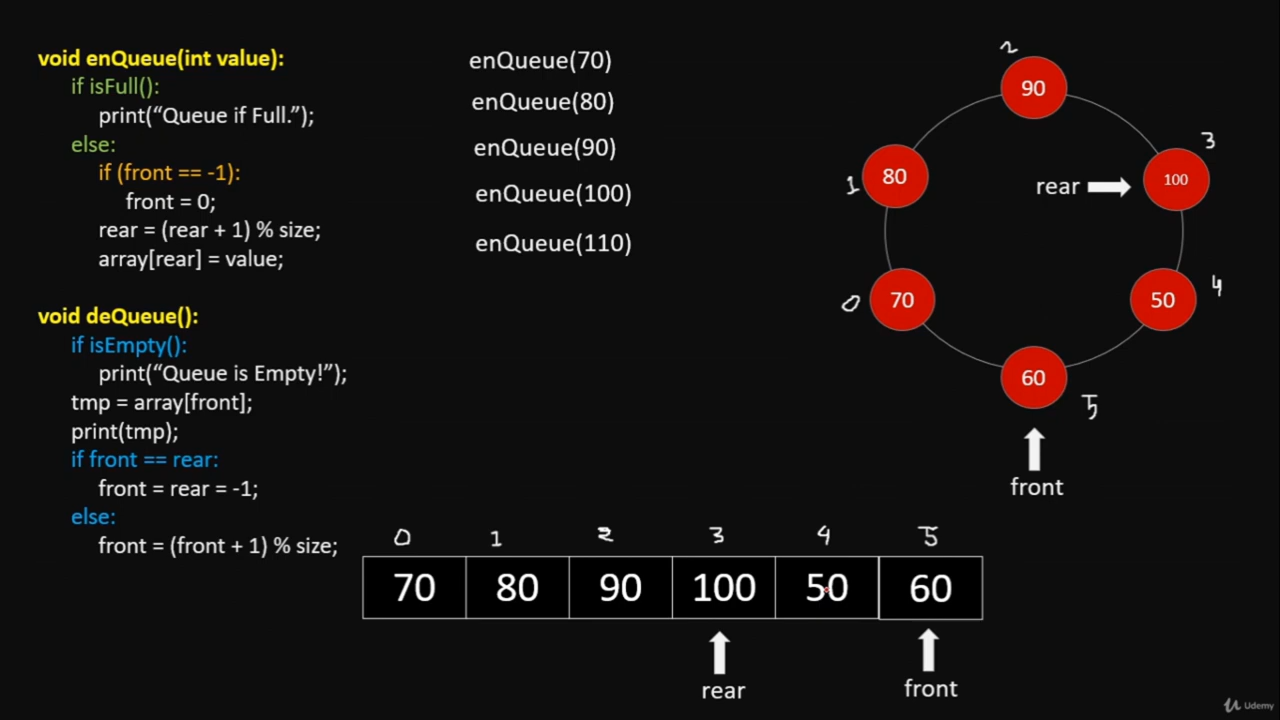 void enQueue(int value):
if isFull():
print(“Queue if Full.”);
else:
if (front == -1):
front = 0;
rear = (rear + 1) % size;
array[rear] = value;
void deQueue():
if isEmpty():
print(“Queue is Empty!”);
tmp = array[front];
print(tmp);
if front == rear:
front = rear = -1;
else:
front = (front + 1) % size;
enQueue(70)
enQueue(80)
enQueue(90)
enQueue(100)
enQueue(110)
2
90
3
1 80
rear 100
0 70
50 4
60
5
front
0 1 2 3 4 5
70 80 90 100 50 60
rear front
Udemy